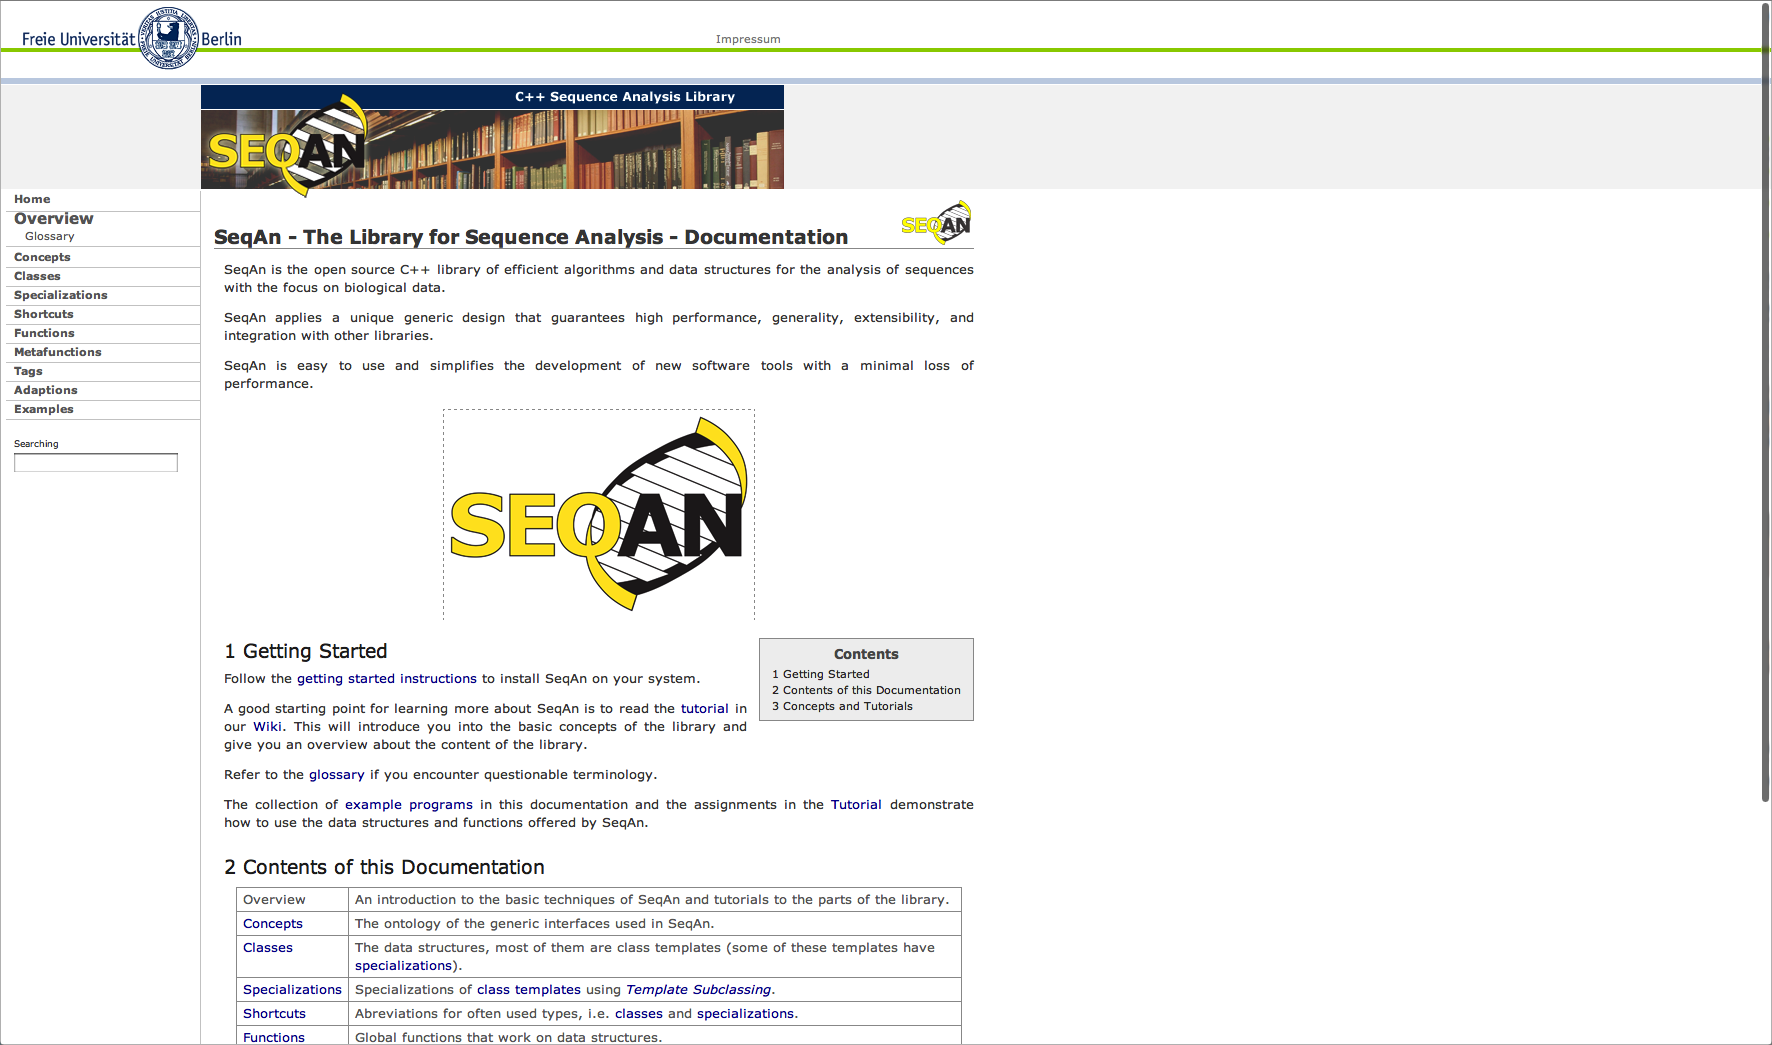 Freie Universität Berlin
Impressum
C++ Sequence Analysis Library
SEQAN
Home
Overview
Glossary
Concepts
Classes
Specializations
Shortcuts
Functions
Metafunctions
Tags
Adaptions
Examples
Searching
SEQAN
SeqAn - The Library for Sequence Analysis - Documentation
SeqAn is the open source C++ library of efficient algorithms and data structures for the analysis of sequences
with the focus on biological data.
SeqAn applies a unique generic design that guarantees high performance, generality, extensibility, and
integration with other libraries.
SeqAn is easy to use and simplifies the development of new software tools with a minimal loss of
performance.
SEQAN
1 Getting Started
Follow the getting started instructions to install SeqAn on your system.
A good starting point for learning more about SeqAn is to read the tutorial in
our Wiki. This will introduce you into the basic concepts of the library and
give you an overview about the content of the library.
Refer to the glossary if you encounter questionable terminology.
The collection of example programs in this documentation and the assignments in the Tutorial demonstrate
how to use the data structures and functions offered by SeqAn.
Contents
1 Getting Started
2 Contents of this Documentation
3 Concepts and Tutorials
2 Contents of this Documentation
Overview An introduction to the basic techniques of SeqAn and tutorials to the parts of the library.
Concepts The ontology of the generic interfaces used in SeqAn.
Classes The data structures, most of them are class templates (some of these templates have
specializations).
Specializations Specializations of class templates using Template Subclassing.
Shortcuts Abreviations for often used types, i.e. classes and specializations.
Functions Global functions that work on data structures.